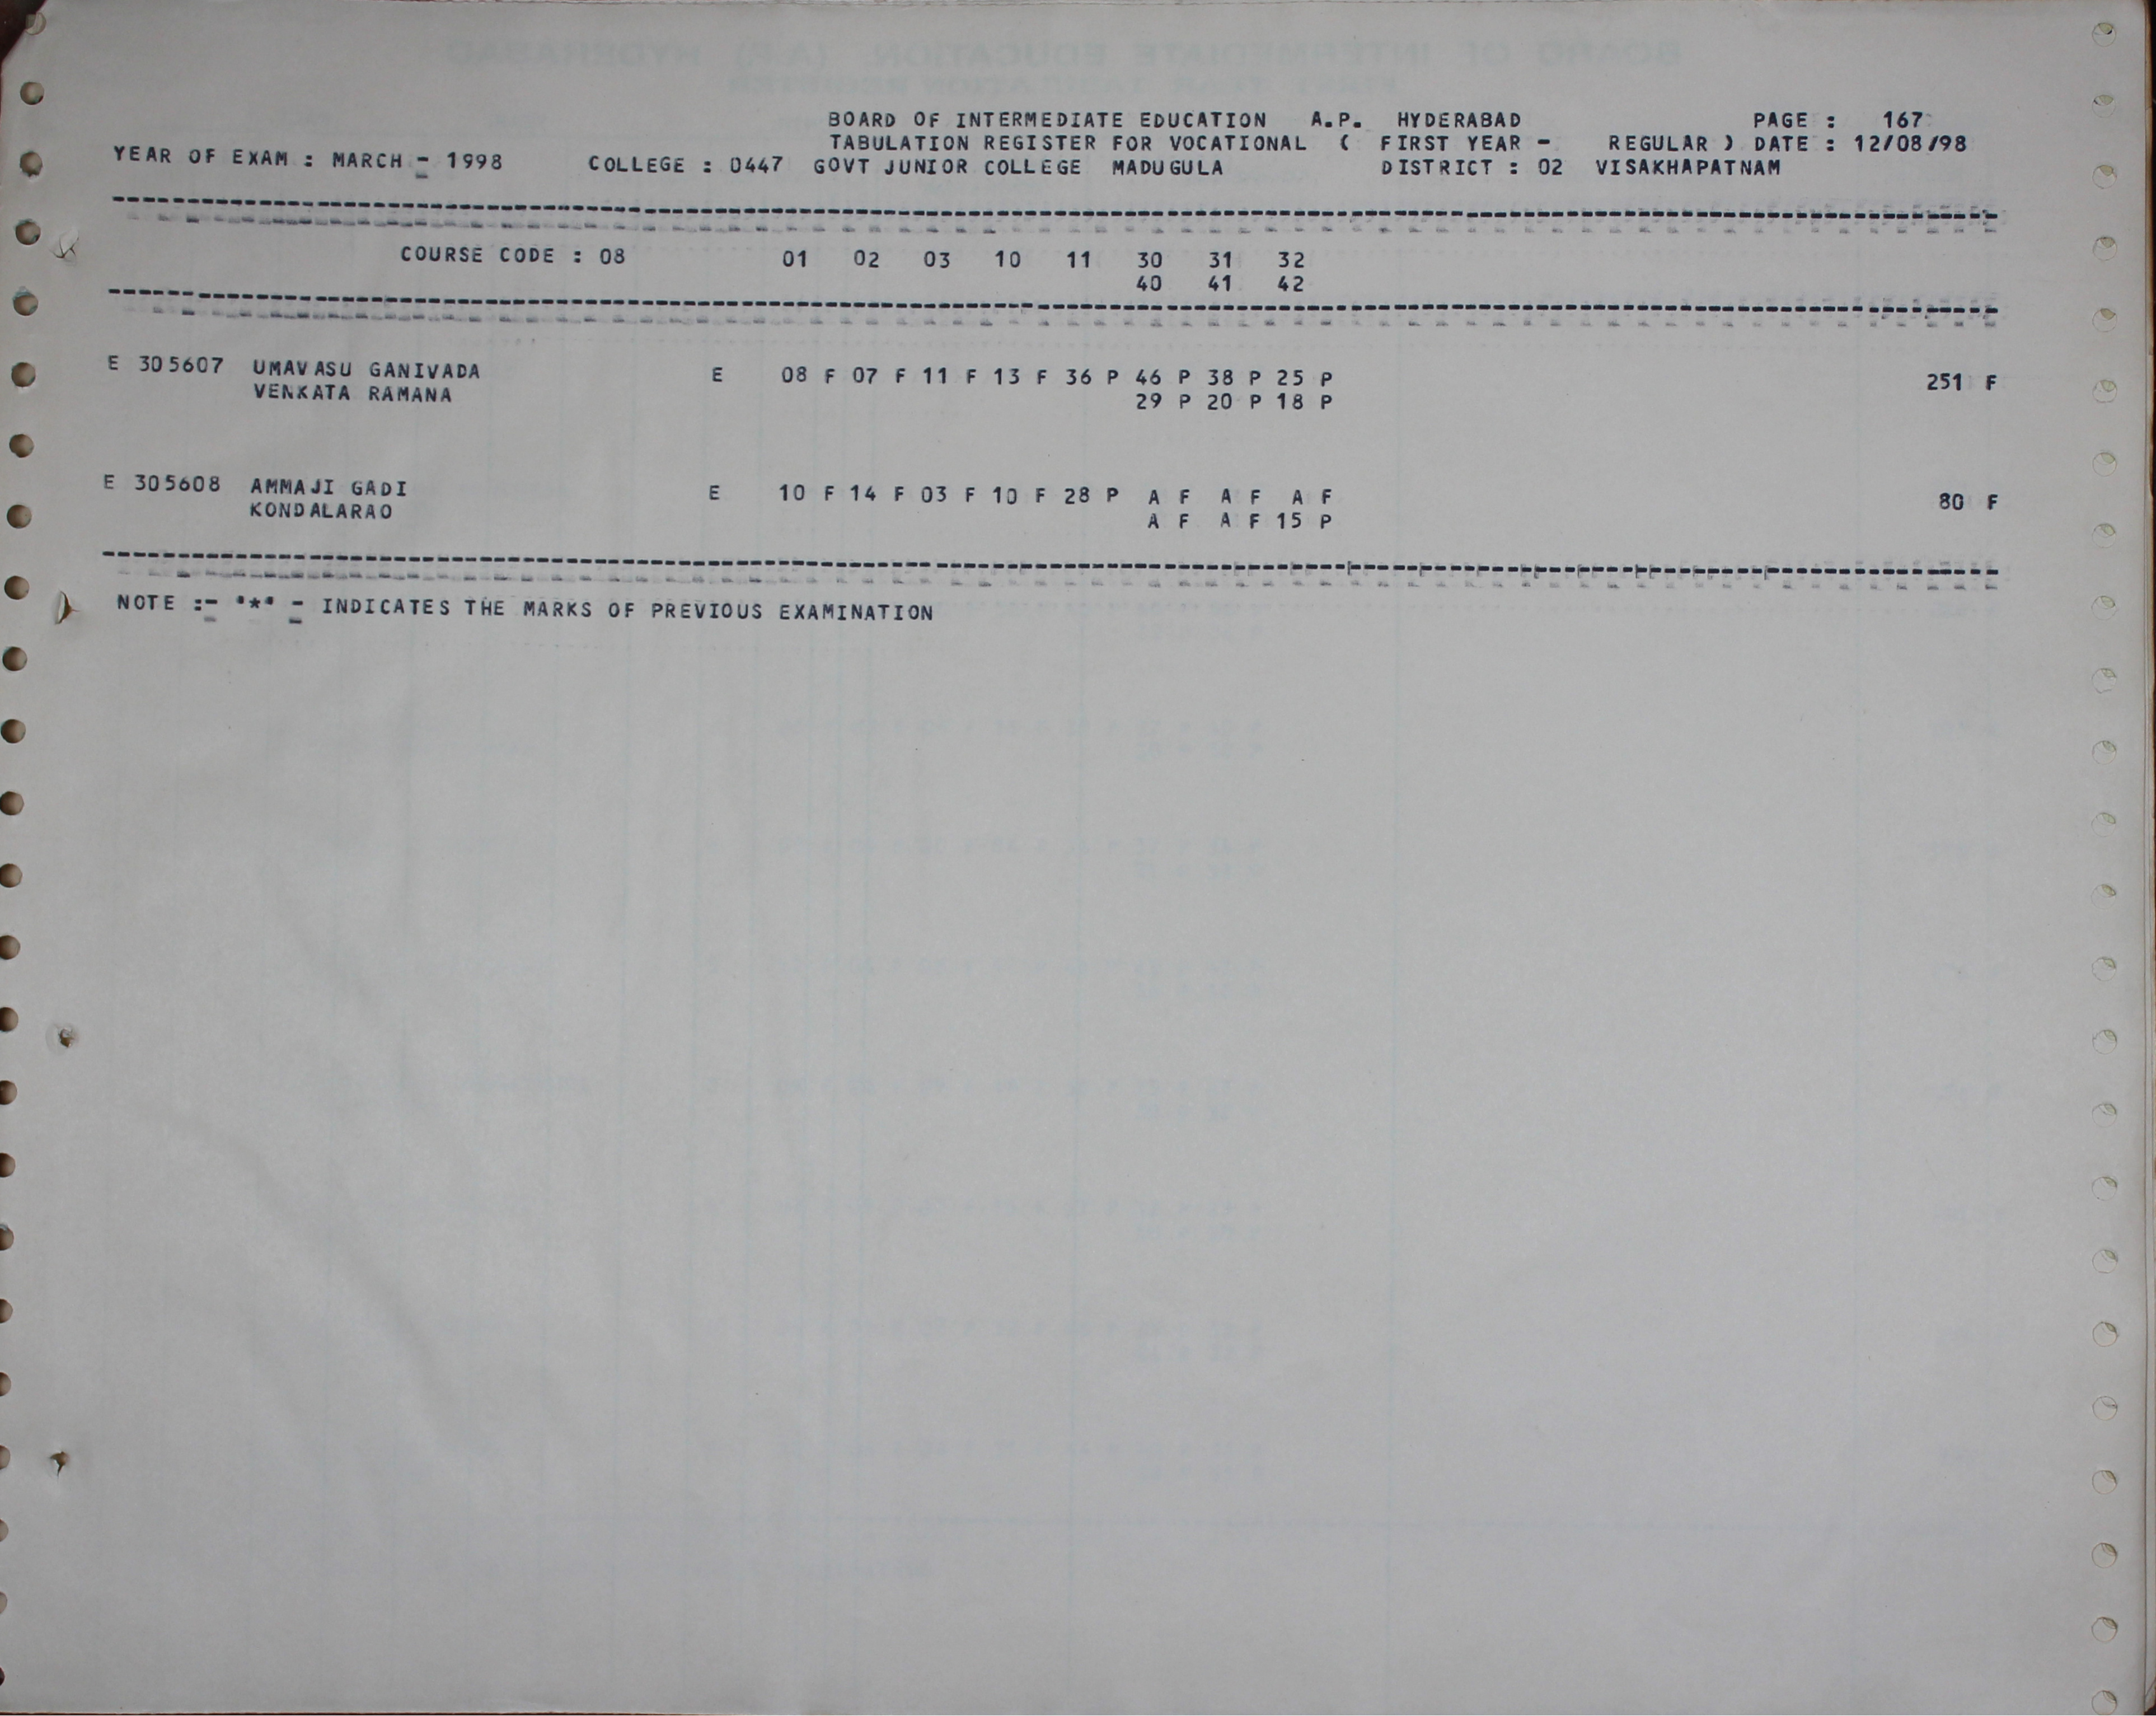 BOARD OF INTERMEDIATE EDUCATION A.P. HYDERABAD PAGE : 167
TABULATION REGISTER FOR VOCATIONAL ( FIRST YEAR - REGULAR ) DATE : 12/08/98
YEAR OF EXAM : MARCH - 1998 COLLEGE : 0447 GOVT JUNIOR COLLEGE MADUGULA DISTRICT : 02 VISAKHAPATNAM
COURSE CODE : 08 01 02 03 10 11 30 31 32
40 41 42
E 305607 UMAVASU GANIVADA E 08 F 07 F 11 F 13 F 36 P 46 P 38 P 25 P 251 F
VENKATA RAMANA 29 P 20 P 18 P
E 305608 AMMAJI GADI E 10 F 14 F 03 F 10 F 28 P A F A F A F 80 F
KONDALARAO A F A F 15 P
NOTE :- '*' - INDICATES THE MARKS OF PREVIOUS EXAMINATION